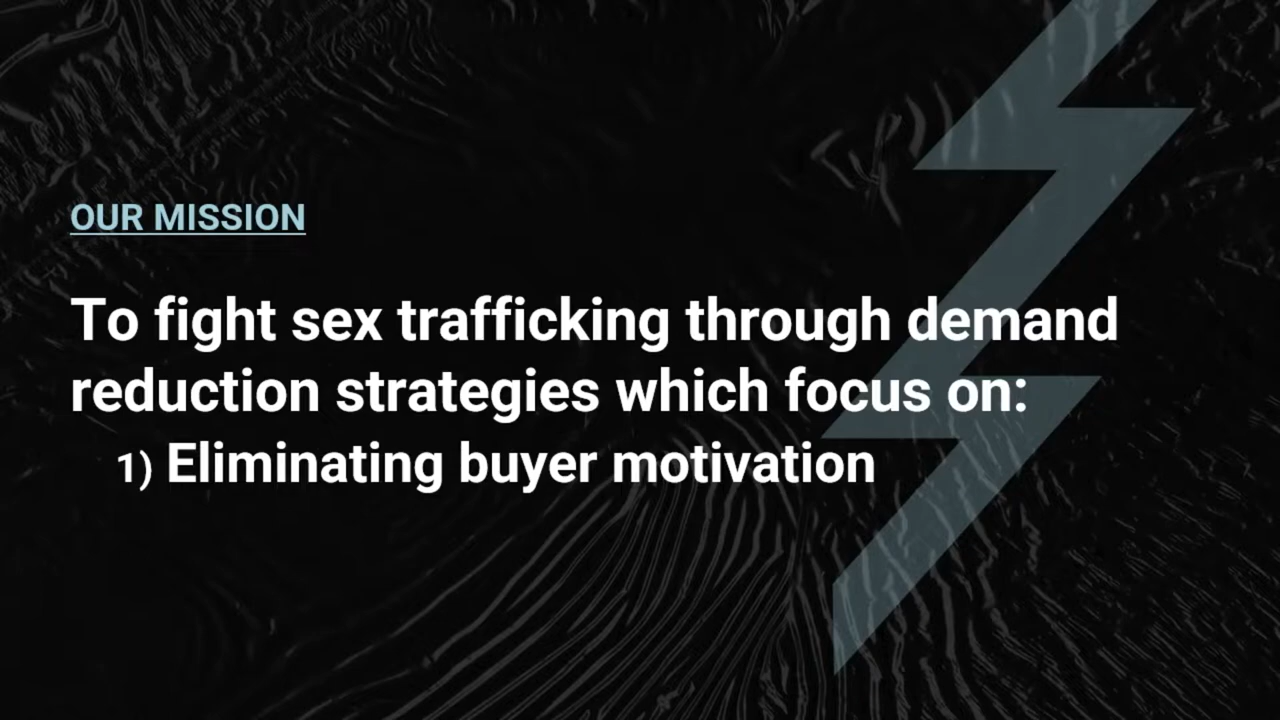 OUR MISSION
To fight sex trafficking through demand
reduction strategies which focus on:
1) Eliminating buyer motivation